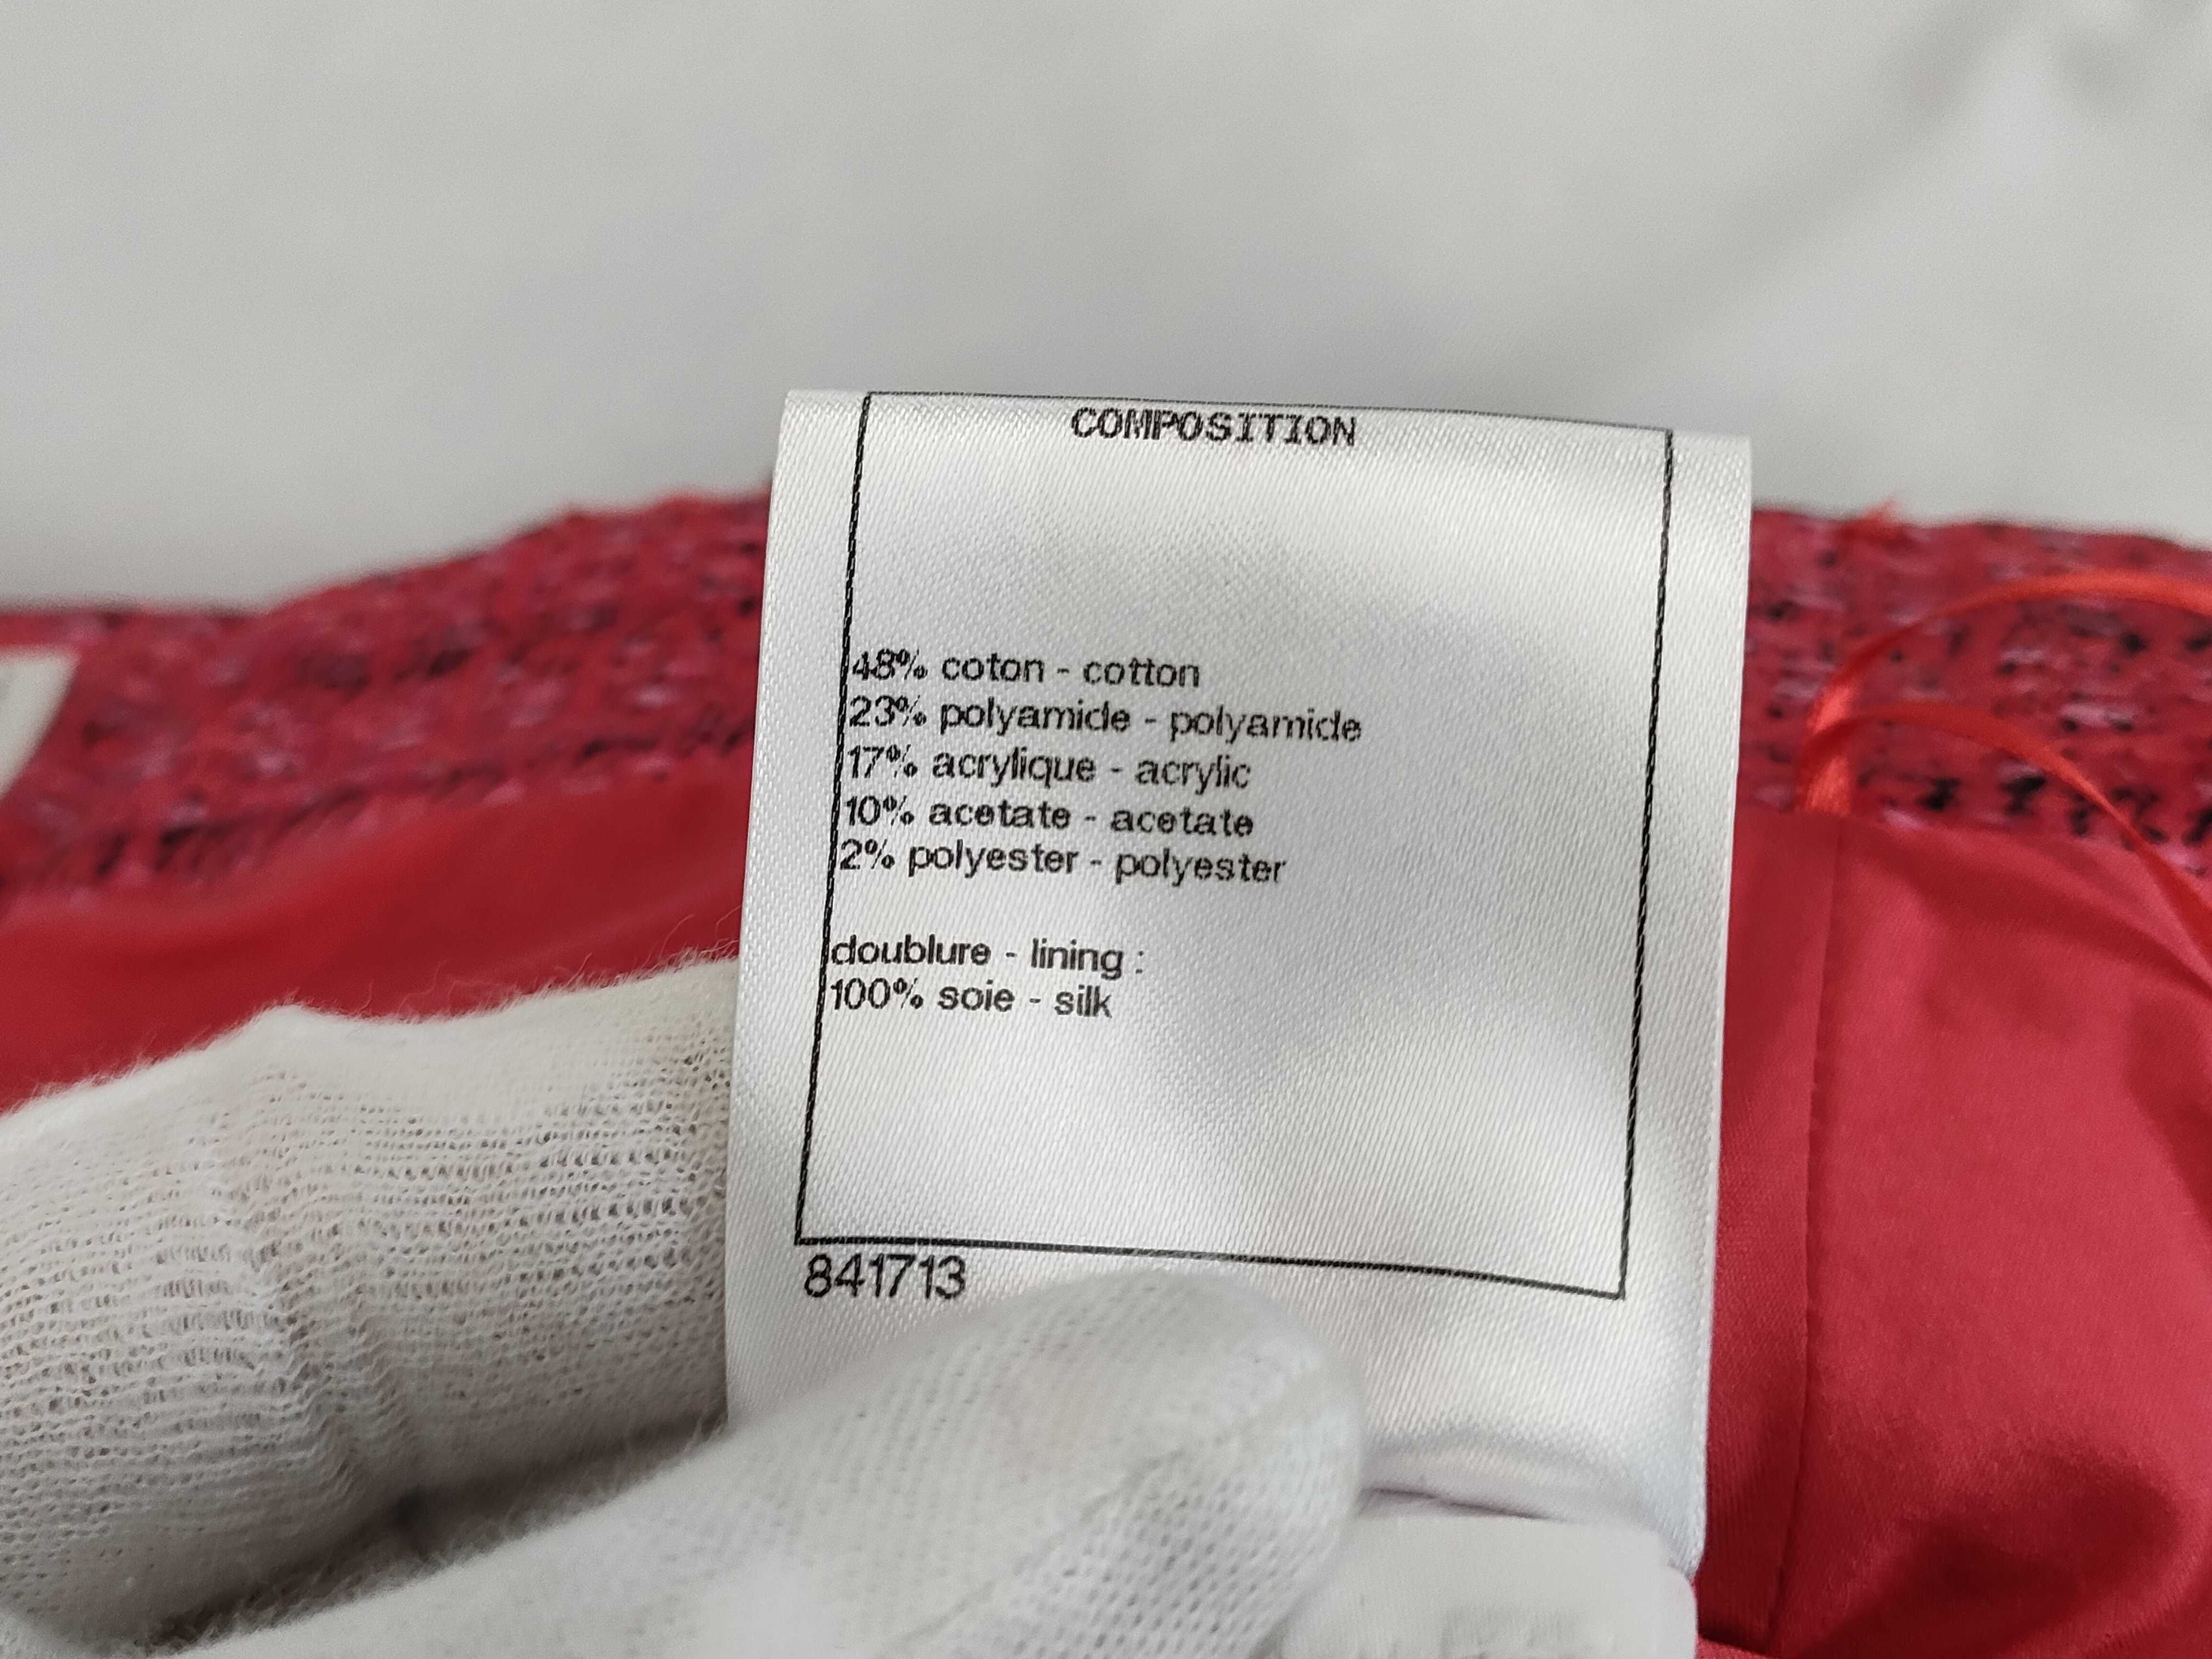 COMPOSITION
48% coton - cotton
23% polyamide - polyamide
17% acrylique - acrylic
10% acetate - acetate
2% polyester - polyester
doublure - lining :
100% soie - silk
841713